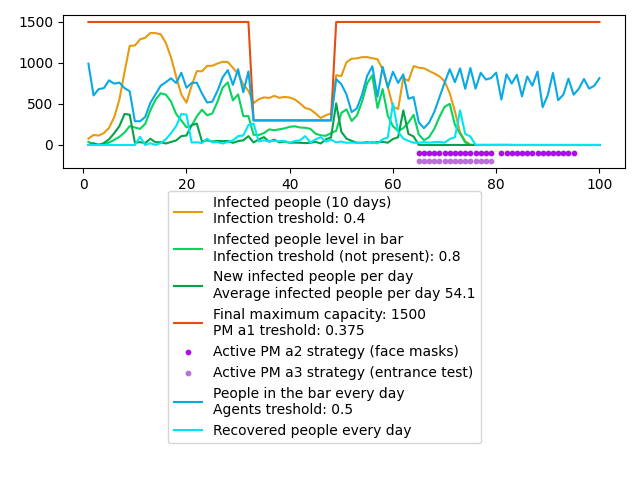 1500
1000
500
0
0
20
40
60
80
100
Infected people (10 days)
Infection treshold: 0.4
Infected people level in bar
Infection treshold (not present): 0.8
New infected people per day
Average infected people per day 54.1
Final maximum capacity: 1500
PM a1 treshold: 0.375
Active PM a2 strategy (face masks)
Active PM a3 strategy (entrance test)
People in the bar every day
Agents treshold: 0.5
Recovered people every day